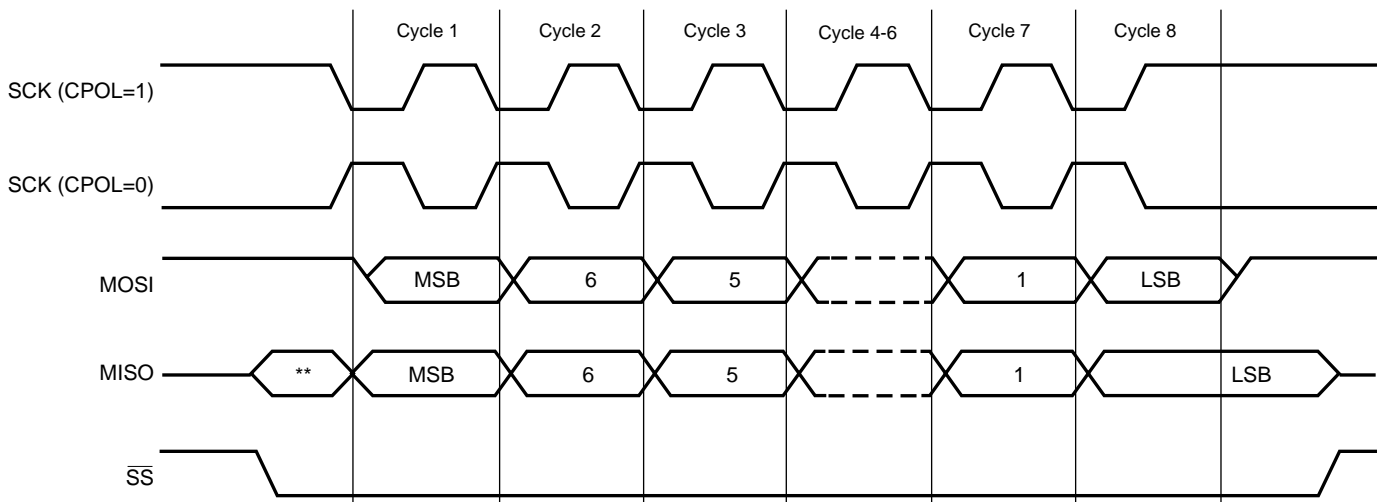 Cycle 1 Cycle 2 Cycle 3 Cycle 4-6 Cycle 7 Cycle 8
SCK (CPOL=1)
SCK (CPOL=0)
MOSI MSB 6 5 1 LSB
MISO ** MSB 6 5 1 LSB
S̅S̅